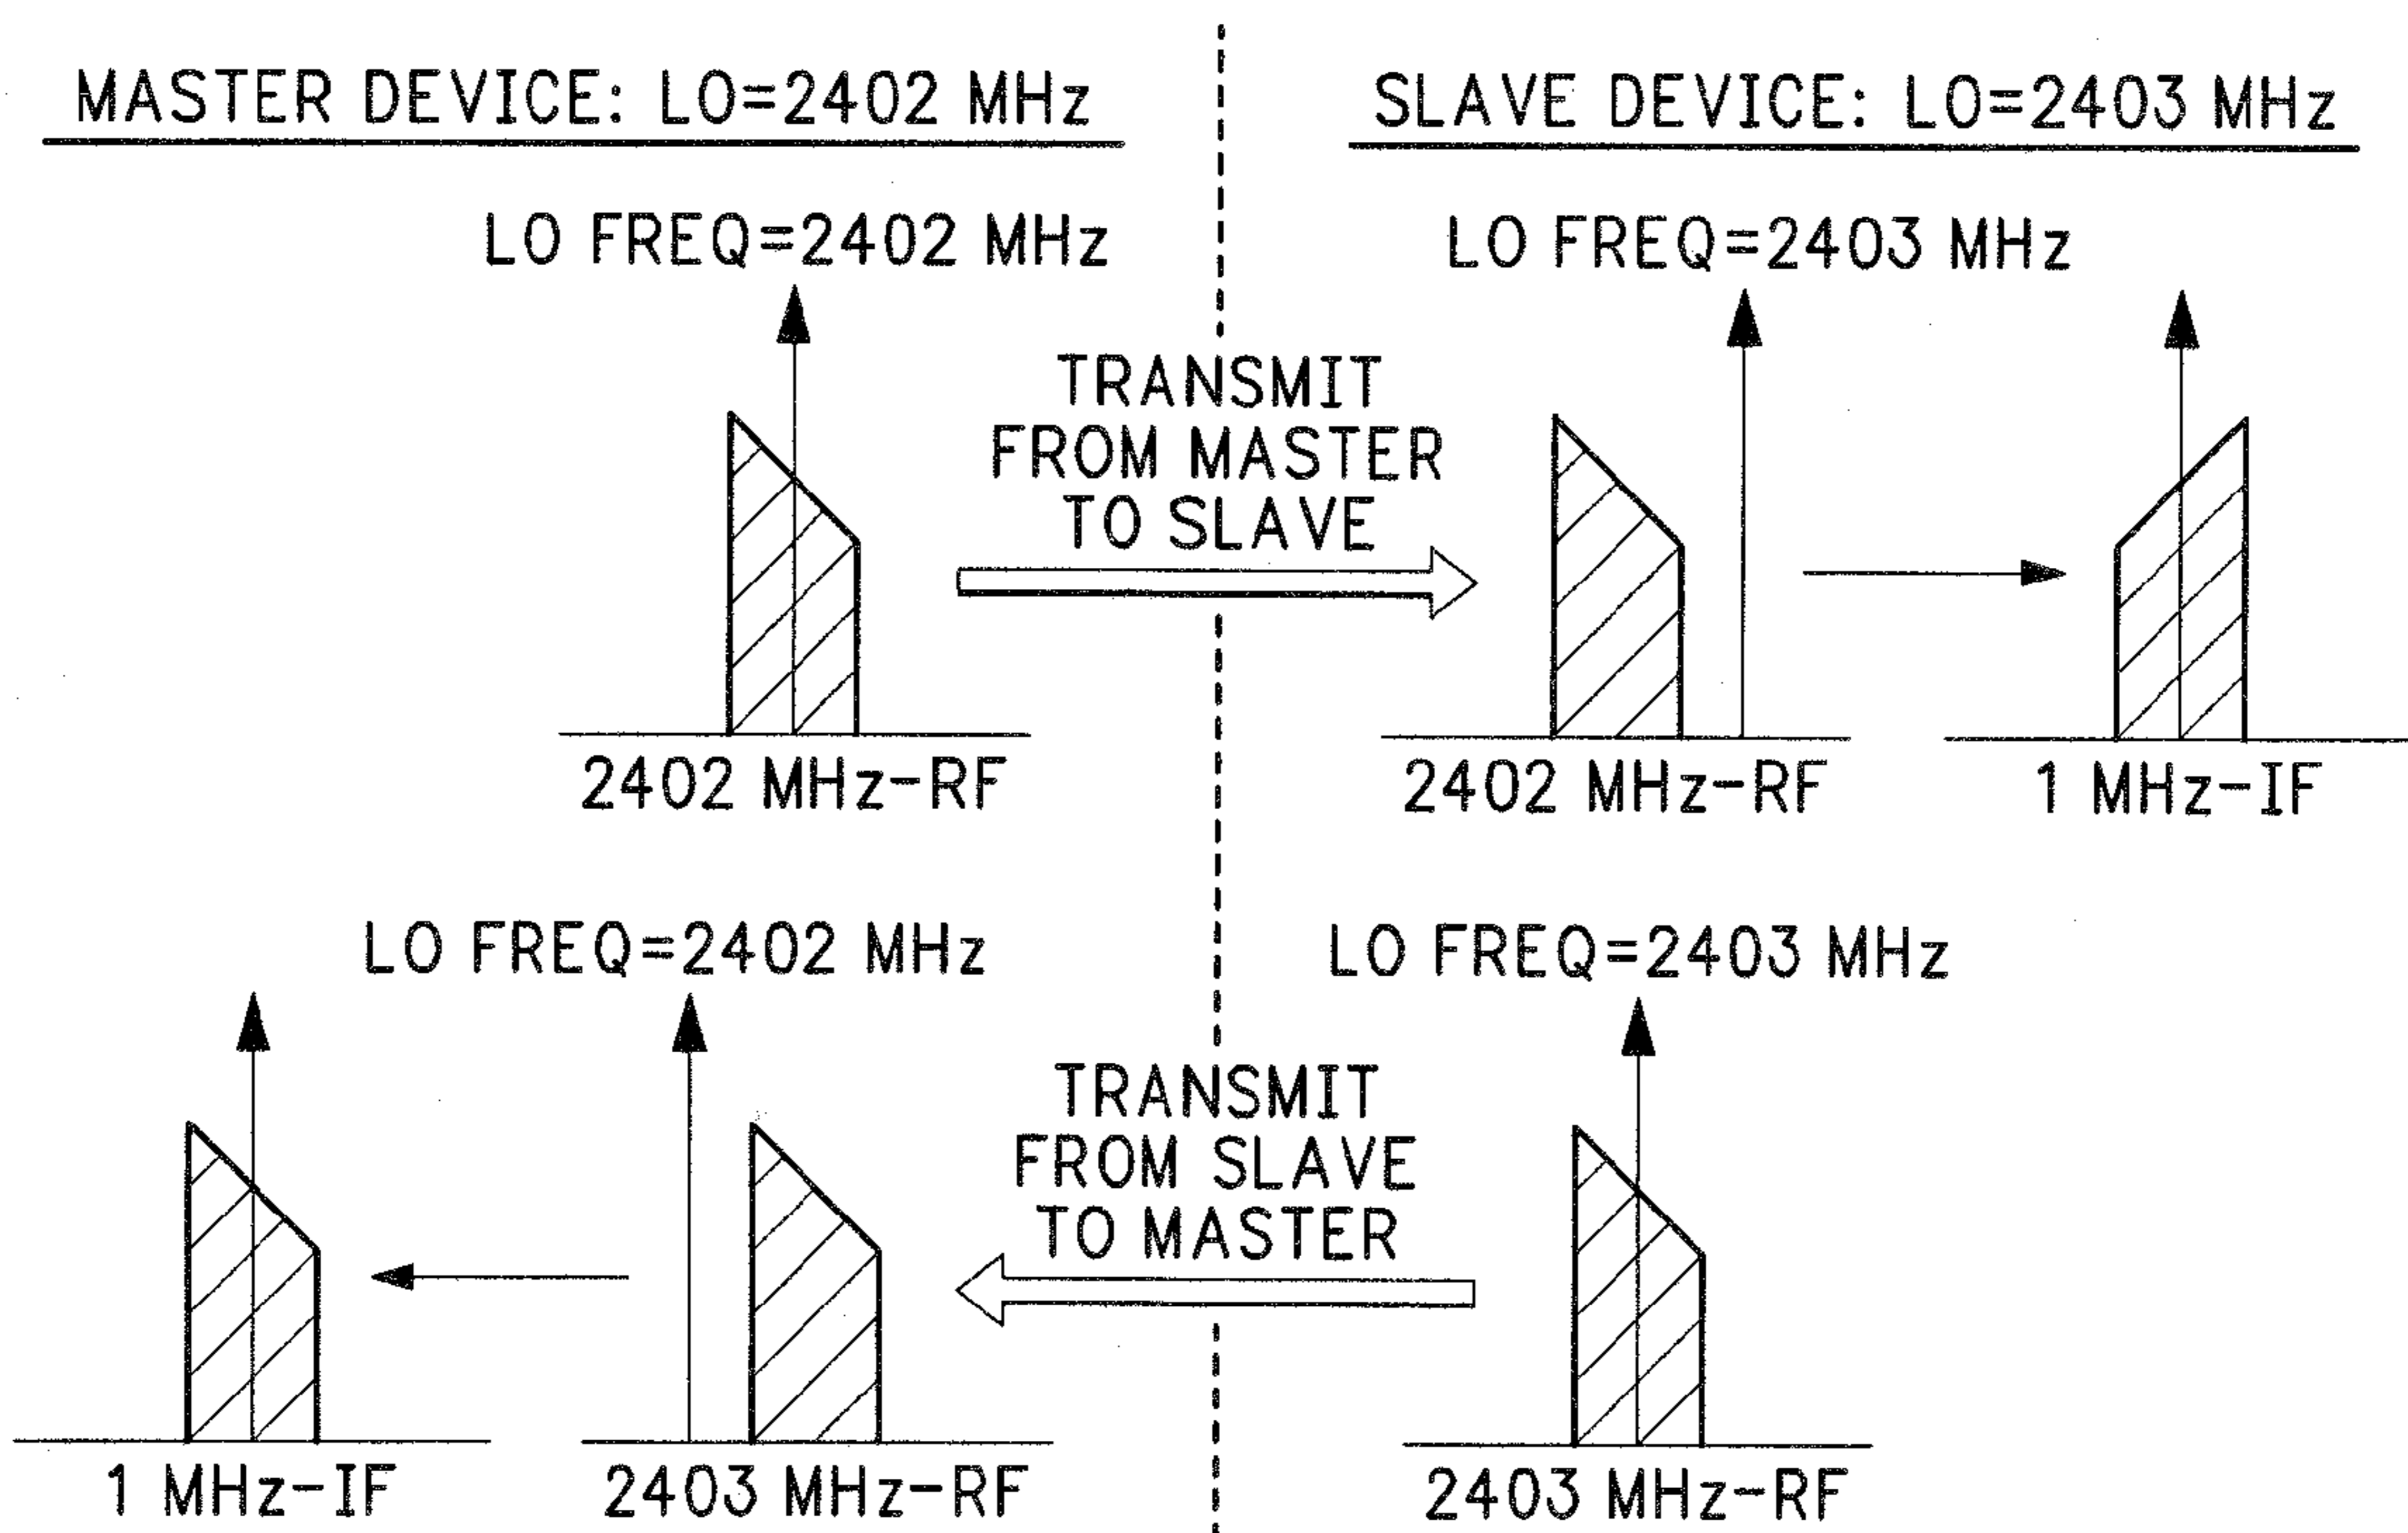 MASTER DEVICE: LO=2402 MHz
SLAVE DEVICE: LO=2403 MHz
LO FREQ=2402 MHz
LO FREQ=2403 MHz
TRANSMIT
FROM MASTER
TO SLAVE
2402 MHz-RF
2402 MHz-RF
1 MHz-IF
LO FREQ=2402 MHz
LO FREQ=2403 MHz
TRANSMIT
FROM SLAVE
TO MASTER
1 MHz-IF
2403 MHz-RF
2403 MHz-RF